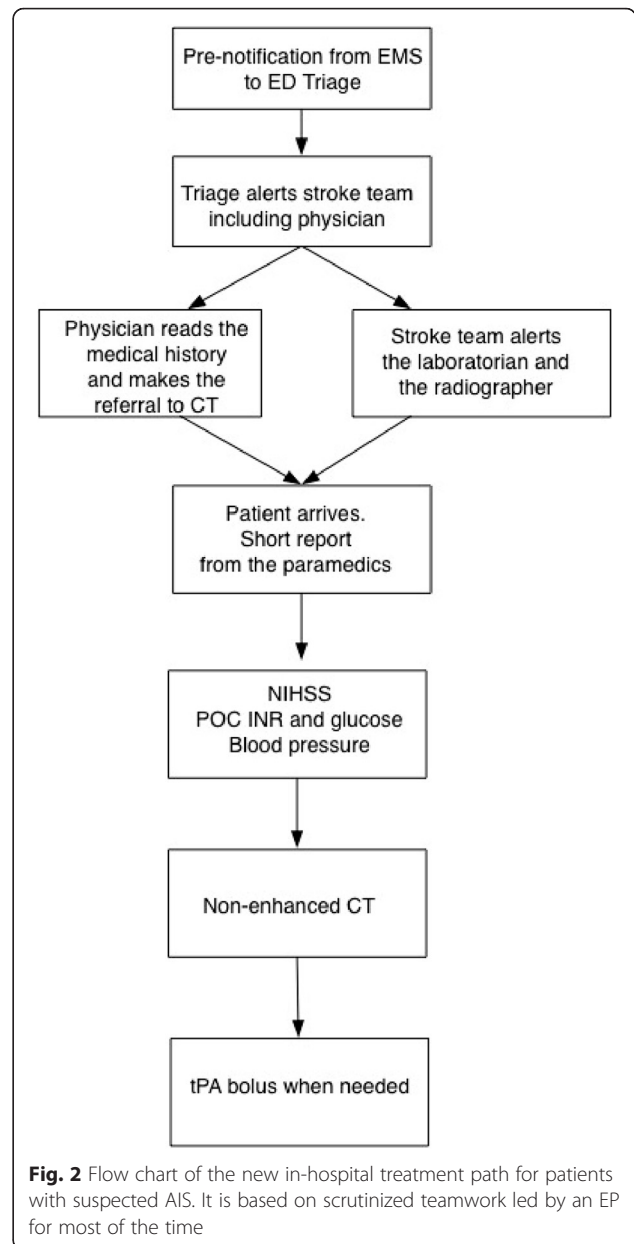 Pre-notification from EMS
to ED Triage
Triage alerts stroke team
including physician
Physician reads the
medical history
and makes the
referral to CT
Stroke team alerts
the laboratorian and
the radiographer
Patient arrives.
Short report
from the paramedics
NIHSS
POC INR and glucose
Blood pressure
Non-enhanced CT
tPA bolus when needed
Fig. 2 Flow chart of the new in-hospital treatment path for patients
with suspected AIS. It is based on scrutinized teamwork led by an EP
for most of the time